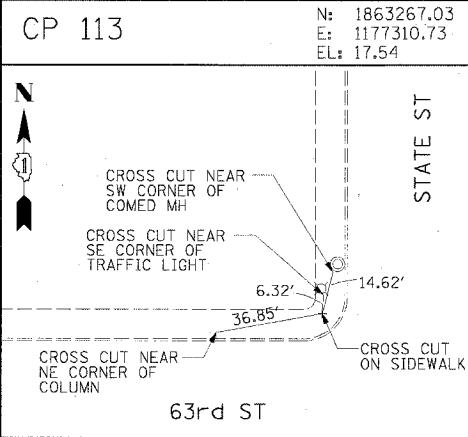 CP 113
N: 1863267.03
E: 1177310.73
EL: 17.54
N
1
STATE ST
CROSS CUT NEAR
SW CORNER OF
COMED MH
CROSS CUT NEAR
SE CORNER OF
TRAFFIC LIGHT
6.32'
14.62'
36.85'
CROSS CUT NEAR
NE CORNER OF
COLUMN
CROSS CUT
ON SIDEWALK
63rd ST